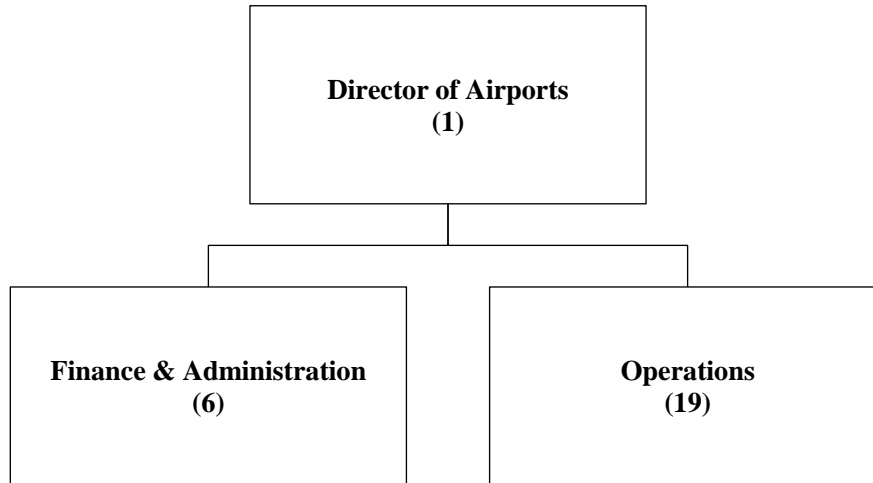 Director of Airports
(1)
Finance & Administration
(6)
Operations
(19)